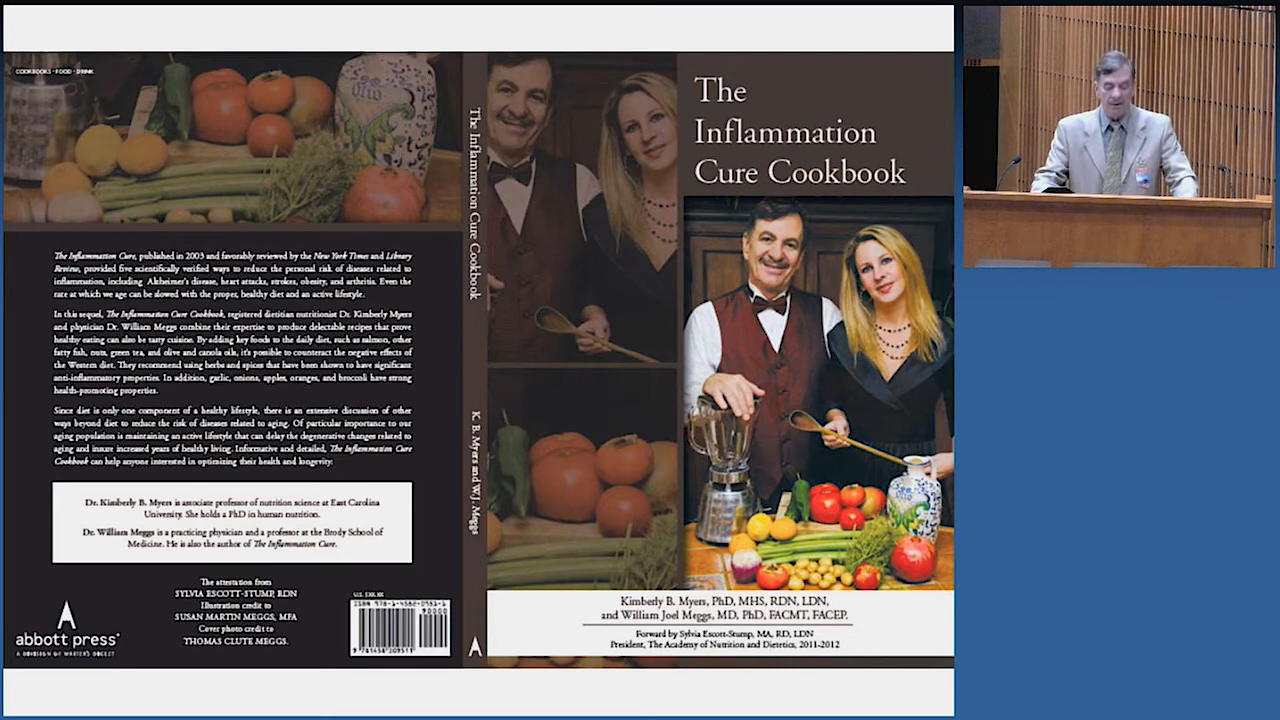 COOKBOOKS · FOOD · DRINK
The Inflammation Cure, published in 2003 and favorably reviewed by the New York Times and Library
Review, provided five scientifically verified ways to reduce the personal risk of diseases related to
inflammation, including Alzheimer's disease, heart attacks, strokes, obesity, and arthritis. Even the
rate at which we age can be slowed with the proper, healthy diet and an active lifestyle.
In this sequel, The Inflammation Cure Cookbook, registered dietitian nutritionist Dr. Kimberly Myers
and physician Dr. William Meggs combine their expertise to produce delectable recipes that prove
healthy eating can also be tasty cuisine. By adding key foods to the daily diet, such as salmon, other
fatty fish, nuts, green tea, and olive and canola oils, it's possible to counteract the negative effects of
the Western diet. They recommend using herbs and spices that have been shown to have significant
anti-inflammatory properties. In addition, garlic, onions, apples, oranges, and broccoli have strong
health-promoting properties.
Since diet is only one component of a healthy lifestyle, there is an extensive discussion of other
ways beyond diet to reduce the risk of diseases related to aging. Of particular importance to our
aging population is maintaining an active lifestyle that can delay the degenerative changes related to
aging and insure increased years of healthy living. Informative and detailed, The Inflammation Cure
Cookbook can help anyone interested in optimizing their health and longevity.
Dr. Kimberly B. Myers is associate professor of nutrition science at East Carolina
University. She holds a PhD in human nutrition.
Dr. William Meggs is a practicing physician and a professor at the Brody School of
Medicine. He is also the author of The Inflammation Cure.
The attestation from
SYLVIA ESCOTT-STUMP, RDN
Illustration credit to
SUSAN MARTIN MEGGS, MFA
Cover photo credit to
THOMAS CLUTE MEGGS.
abbott press®
A DIVISION OF WRITER'S DIGEST
U.S. $XX.XX
90000
The Inflammation Cure Cookbook
K. B. Myers and W.J. Meggs
The
Inflammation
Cure Cookbook
Kimberly B. Myers, PhD, MHS, RDN, LDN,
and William Joel Meggs, MD, PhD, FACMT, FACEP.
Forward by Sylvia Escott-Stump, MA, RD, LDN
President, The Academy of Nutrition and Dietetics, 2011-2012